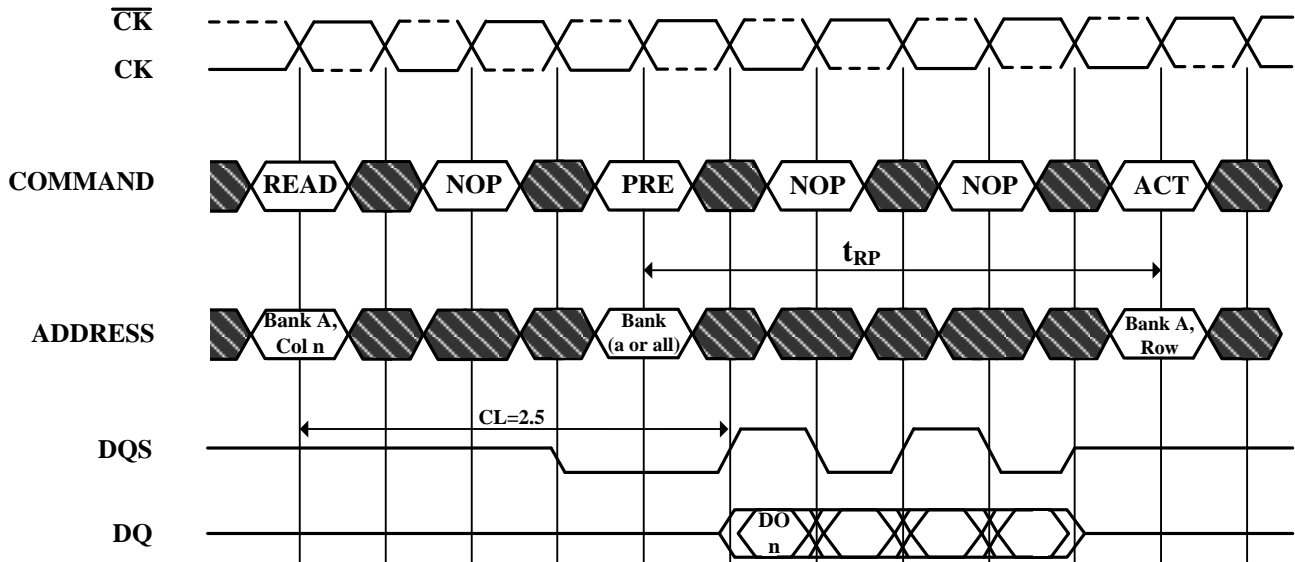 CK
CK
COMMAND
READ
NOP
PRE
NOP
NOP
ACT
tRP
ADDRESS
Bank A,
Col n
Bank
(a or all)
Bank A,
Row
CL=2.5
DQS
DQ
DO
n